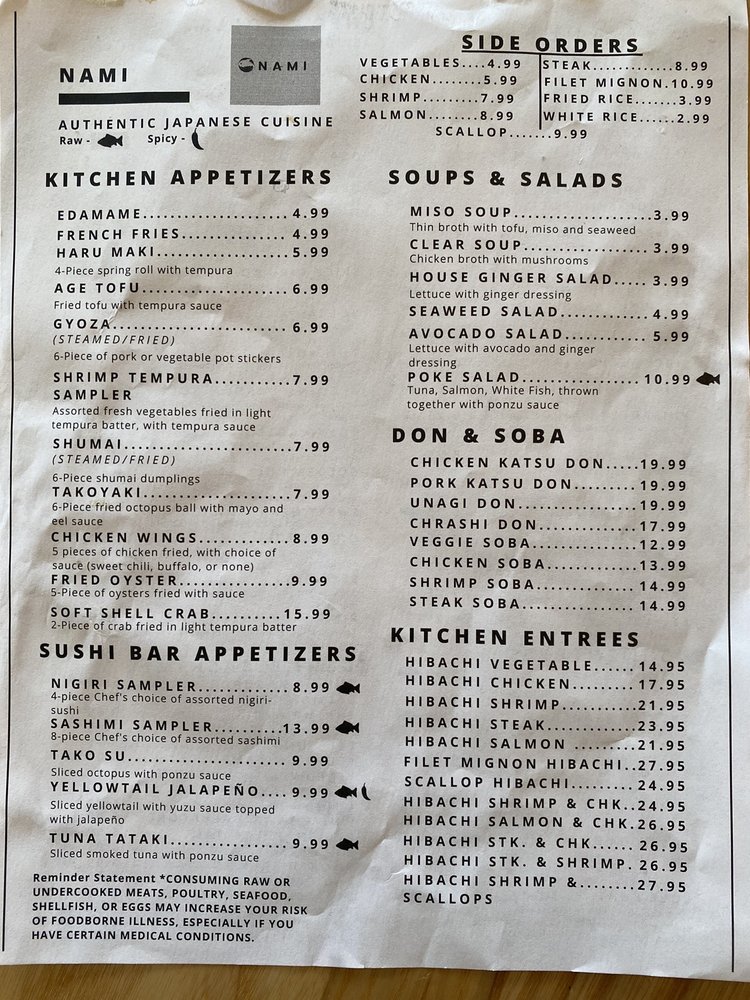 NAMI
NAMI
AUTHENTIC JAPANESE CUISINE
Raw - Spicy -
SIDE ORDERS
VEGETABLES....4.99
CHICKEN........5.99
SHRIMP.........7.99
SALMON........8.99
STEAK.............8.99
FILET MIGNON.10.99
FRIED RICE.......3.99
WHITE RICE......2.99
SCALLOP.......9.99
KITCHEN APPETIZERS
EDAMAME.................... 4.99
FRENCH FRIES.............. 4.99
HARU MAKI................... 5.99
4-Piece spring roll with tempura
AGE TOFU..................... 6.99
Fried tofu with tempura sauce
GYOZA......................... 6.99
(STEAMED/FRIED)
6-Piece of pork or vegetable pot stickers
SHRIMP TEMPURA...........7.99
SAMPLER
Assorted fresh vegetables fried in light
tempura batter, with tempura sauce
SHUMAI........................7.99
(STEAMED/FRIED)
6-Piece shumai dumplings
TAKOYAKI.....................7.99
6-Piece fried octopus ball with mayo and
eel sauce
CHICKEN WINGS.............8.99
5 pieces of chicken fried, with choice of
sauce (sweet chili, buffalo, or none)
FRIED OYSTER................9.99
5-Piece of oysters fried with sauce
SOFT SHELL CRAB..........15.99
2-Piece of crab fried in light tempura batter
SUSHI BAR APPETIZERS
NIGIRI SAMPLER............. 8.99
4-piece Chef's choice of assorted nigiri-
sushi
SASHIMI SAMPLER..........13.99
8-piece Chef's choice of assorted sashimi
TAKO SU....................... 9.99
Sliced octopus with ponzu sauce
YELLOWTAIL JALAPEÑO.... 9.99
Sliced yellowtail with yuzu sauce topped
with jalapeño
TUNA TATAKI................. 9.99
Sliced smoked tuna with ponzu sauce
Reminder Statement *CONSUMING RAW OR
UNDERCOOKED MEATS, POULTRY, SEAFOOD,
SHELLFISH, OR EGGS MAY INCREASE YOUR RISK
OF FOODBORNE ILLNESS, ESPECIALLY IF YOU
HAVE CERTAIN MEDICAL CONDITIONS.
SOUPS & SALADS
MISO SOUP....................3.99
Thin broth with tofu, miso and seaweed
CLEAR SOUP................... 3.99
Chicken broth with mushrooms
HOUSE GINGER SALAD..... 3.99
Lettuce with ginger dressing
SEAWEED SALAD............. 4.99
AVOCADO SALAD............ 5.99
Lettuce with avocado and ginger
dressing
POKE SALAD................. 10.99
Tuna, Salmon, White Fish, thrown
together with ponzu sauce
DON & SOBA
CHICKEN KATSU DON.....19.99
PORK KATSU DON......... 19.99
UNAGI DON................. 19.99
CHRASHI DON.............. 17.99
VEGGIE SOBA............... 12.99
CHICKEN SOBA............. 13.99
SHRIMP SOBA.............. 14.99
STEAK SOBA................ 14.99
KITCHEN ENTREES
HIBACHI VEGETABLE...... 14.95
HIBACHI CHICKEN......... 17.95
HIBACHI SHRIMP...........21.95
HIBACHI STEAK.............23.95
HIBACHI SALMON .........21.95
FILET MIGNON HIBACHI..27.95
SCALLOP HIBACHI......... 24.95
HIBACHI SHRIMP & CHK..24.95
HIBACHI SALMON & CHK.26.95
HIBACHI STK. & CHK...... 26.95
HIBACHI STK. & SHRIMP. 26.95
HIBACHI SHRIMP &........27.95
SCALLOPS